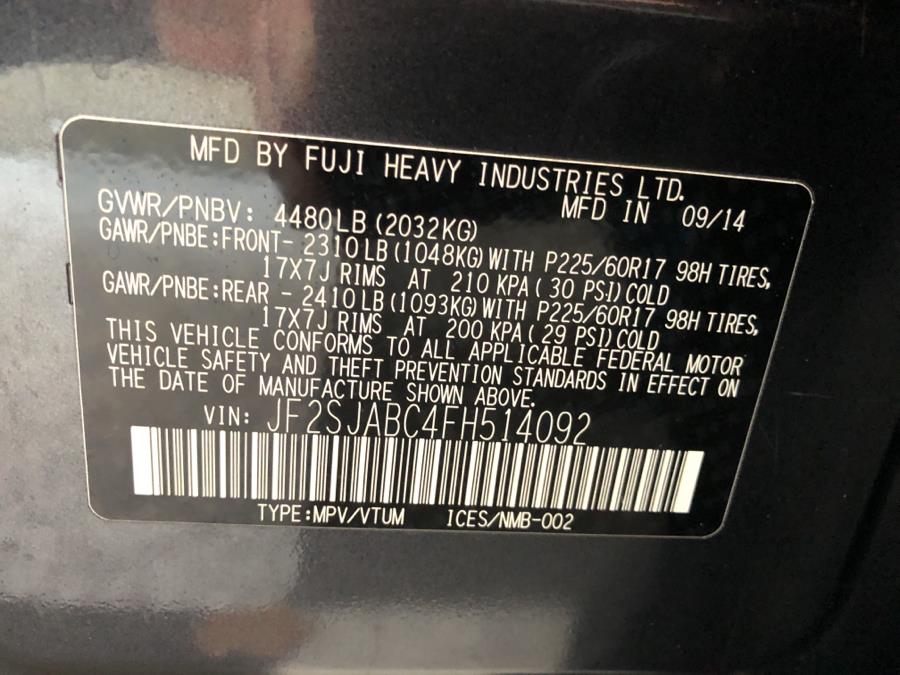 MFD BY FUJI HEAVY INDUSTRIES LTD.
MFD IN 09/14
GVWR/PNBV: 4480LB (2032KG)
GAWR/PNBE:FRONT- 2310LB (1048KG) WITH P225/60R17 98H TIRES,
17X7J RIMS AT 210 KPA ( 30 PSI) COLD
GAWR/PNBE:REAR - 2410LB (1093KG) WITH P225/60R17 98H TIRES,
17X7J RIMS AT 200 KPA ( 29 PSI) COLD
THIS VEHICLE CONFORMS TO ALL APPLICABLE FEDERAL MOTOR
VEHICLE SAFETY AND THEFT PREVENTION STANDARDS IN EFFECT ON
THE DATE OF MANUFACTURE SHOWN ABOVE.
VIN: JF2SJABC4FH514092
TYPE:MPV/VTUM ICES/NMB-002